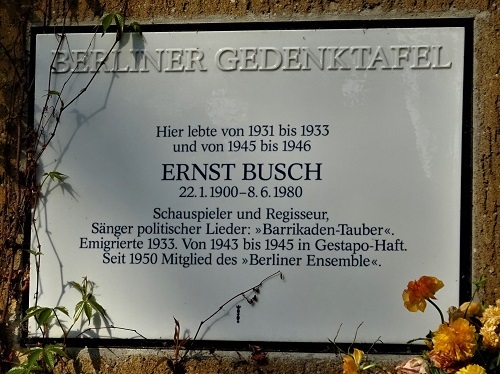 BERLINER GEDENKTAFEL
Hier lebte von 1931 bis 1933
und von 1945 bis 1946
ERNST BUSCH
22.1.1900–8.6.1980
Schauspieler und Regisseur,
Sänger politischer Lieder: »Barrikaden-Tauber«.
Emigrierte 1933. Von 1943 bis 1945 in Gestapo-Haft.
Seit 1950 Mitglied des »Berliner Ensemble«.